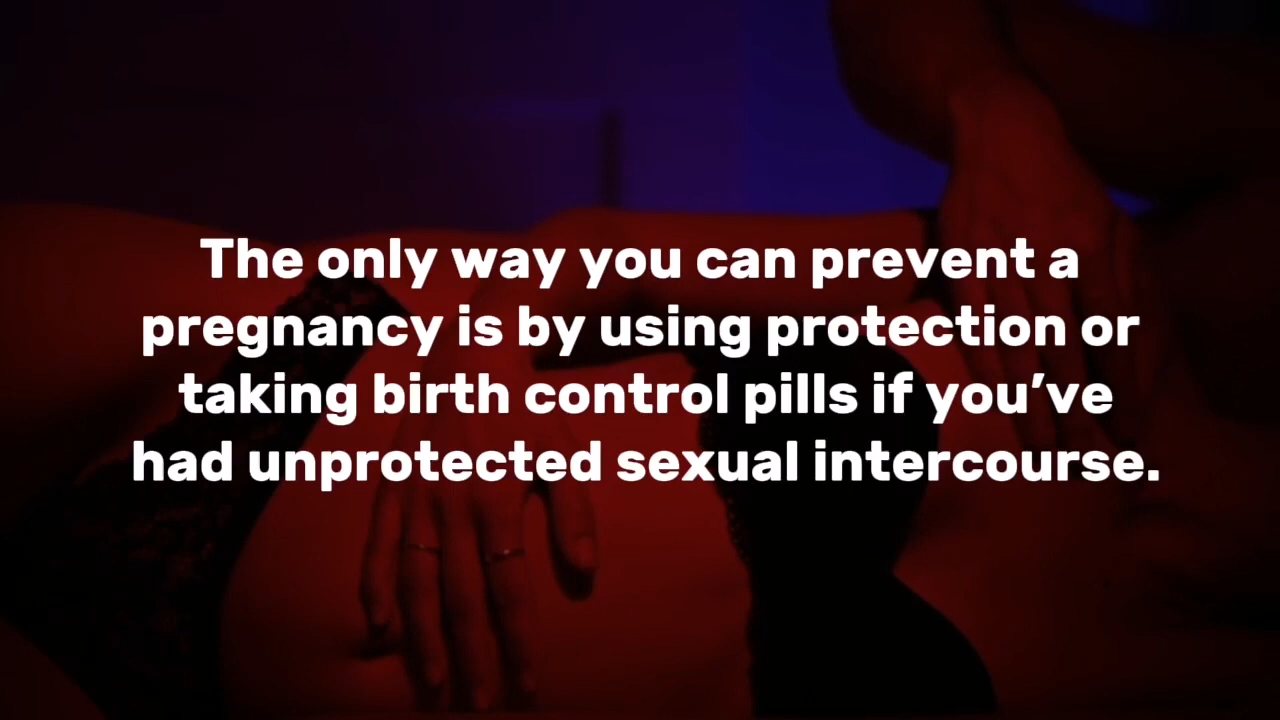 The only way you can prevent a
pregnancy is by using protection or
taking birth control pills if you’ve
had unprotected sexual intercourse.